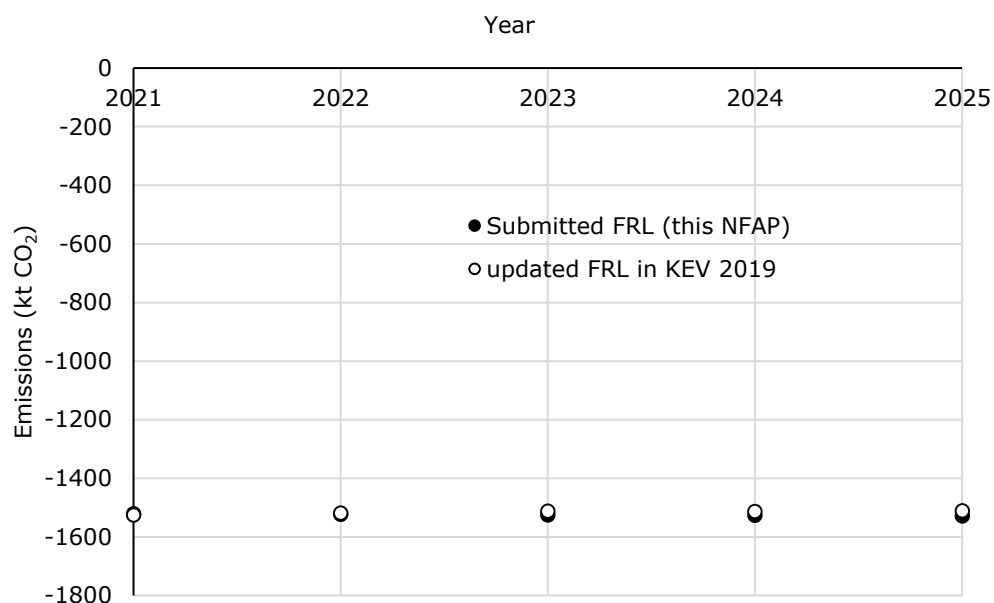 Year
0
2021 2022 2023 2024 2025
-200
-400
-600
-800
-1000
-1200
-1400
-1600
-1800
Emissions (kt CO₂)
Submitted FRL (this NFAP)
updated FRL in KEV 2019